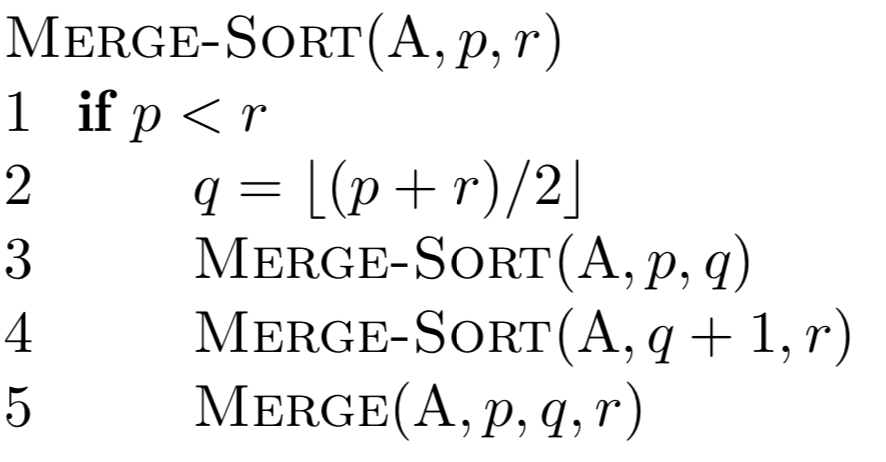 MERGE-SORT(A, p, r)
1 if p < r
2 q = ⌊(p + r)/2⌋
3 MERGE-SORT(A, p, q)
4 MERGE-SORT(A, q + 1, r)
5 MERGE(A, p, q, r)